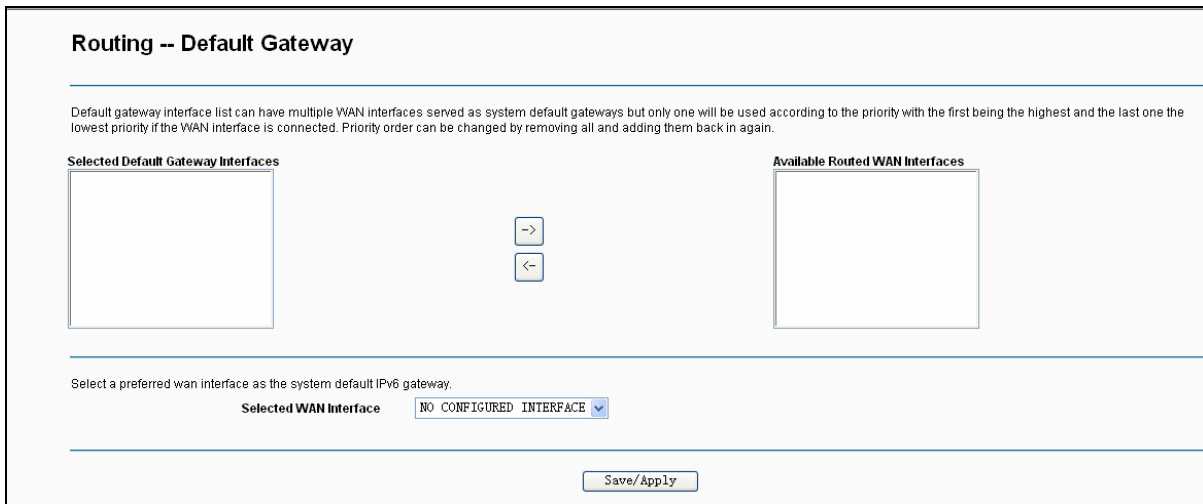 Routing -- Default Gateway
Default gateway interface list can have multiple WAN interfaces served as system default gateways but only one will be used according to the priority with the first being the highest and the last one the
lowest priority if the WAN interface is connected. Priority order can be changed by removing all and adding them back in again.
Selected Default Gateway Interfaces
Available Routed WAN Interfaces
->
<-
Select a preferred wan interface as the system default IPv6 gateway.
Selected WAN Interface NO CONFIGURED INTERFACE
Save/Apply